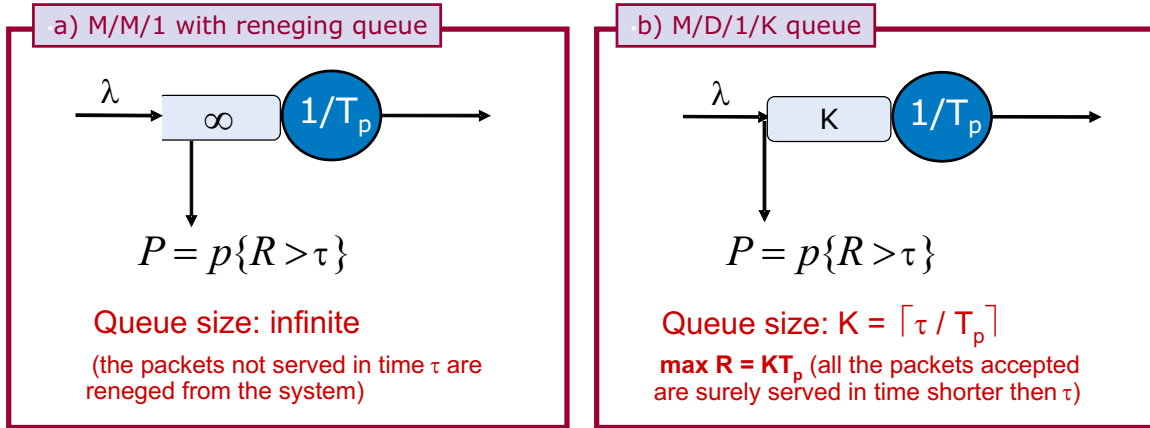 a) M/M/1 with reneging queue
λ
∞
1/Tp
P = p{R > τ}
Queue size: infinite
(the packets not served in time τ are
reneged from the system)
b) M/D/1/K queue
λ
K
1/Tp
P = p{R > τ}
Queue size: K = ⌈τ / Tp⌉
max R = KTp (all the packets accepted
are surely served in time shorter then τ)